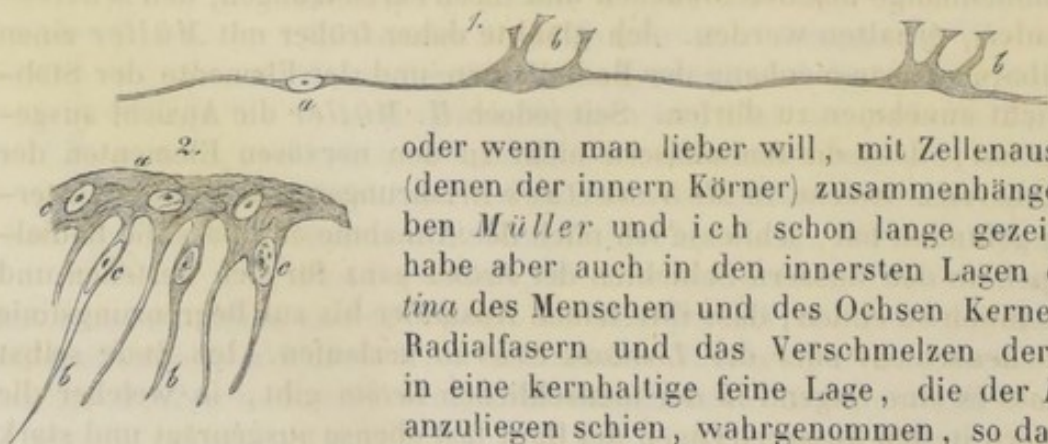 1.
b
b
a
2.
a
c
c
b
b
oder wenn man lieber will, mit Zellenaus
(denen der innern Körner) zusammenhänge
ben Müller und ich schon lange gezei
habe aber auch in den innersten Lagen
tina des Menschen und des Ochsen Kerne
Radialfasern und das Verschmelzen der
in eine kernhaltige feine Lage, die der
anzuliegen schien, wahrgenommen, so da